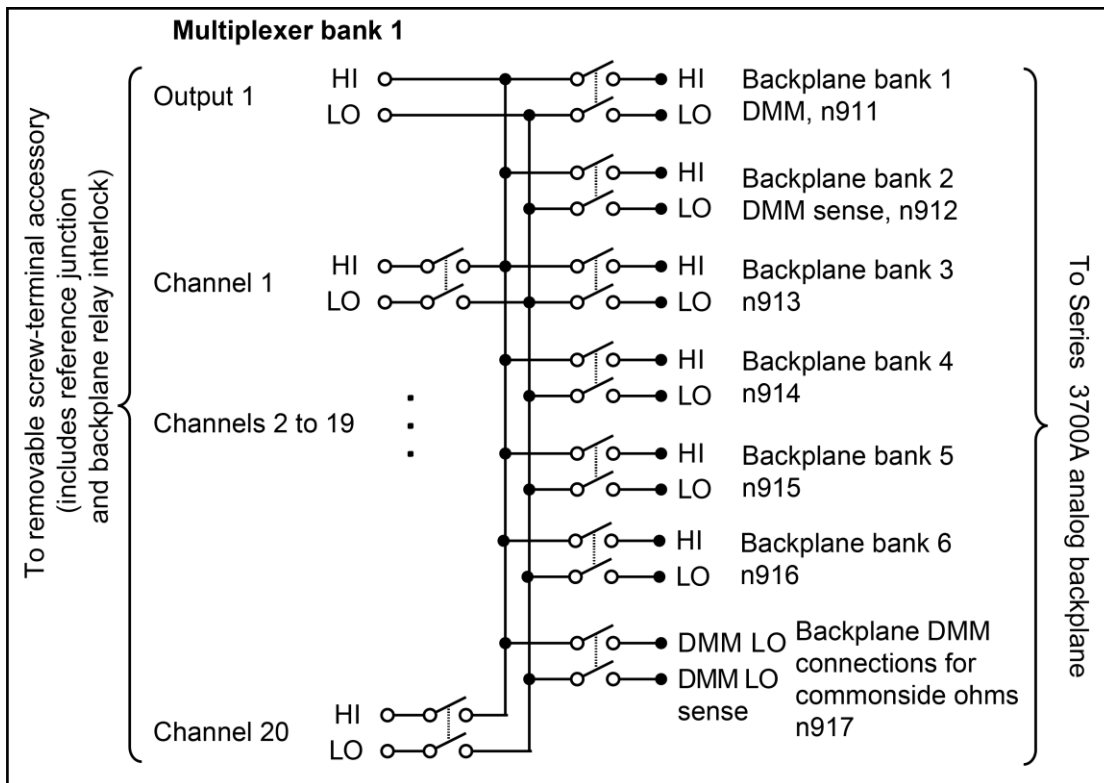 Multiplexer bank 1
To removable screw-terminal accessory
(includes reference junction
and backplane relay interlock)
Output 1
HI
LO
HI
LO
Backplane bank 1
DMM, n911
HI
LO
Backplane bank 2
DMM sense, n912
Channel 1
HI
LO
HI
LO
Backplane bank 3
n913
HI
LO
Backplane bank 4
n914
Channels 2 to 19
HI
LO
Backplane bank 5
n915
HI
LO
Backplane bank 6
n916
DMM LO
DMM LO
sense
Backplane DMM
connections for
commonside ohms
n917
Channel 20
HI
LO
To Series 3700A analog backplane